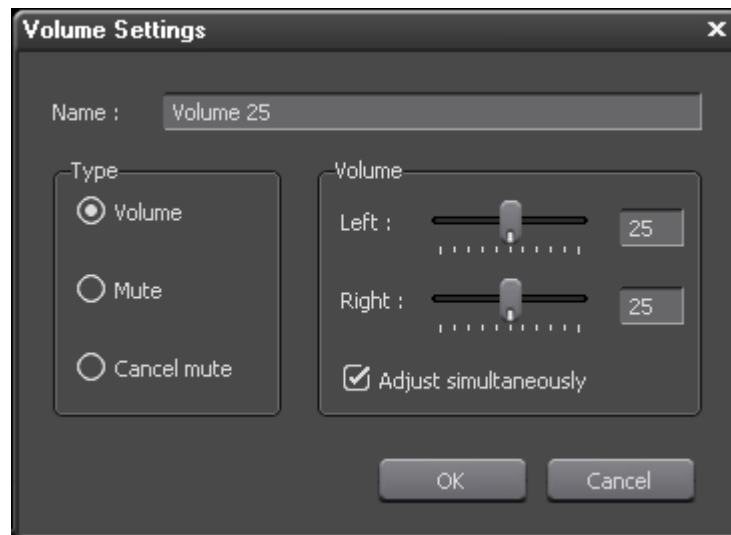 Volume Settings
Name : Volume 25
Type
Volume
Mute
Cancel mute
Volume
Left : 25
Right : 25
Adjust simultaneously
OK Cancel